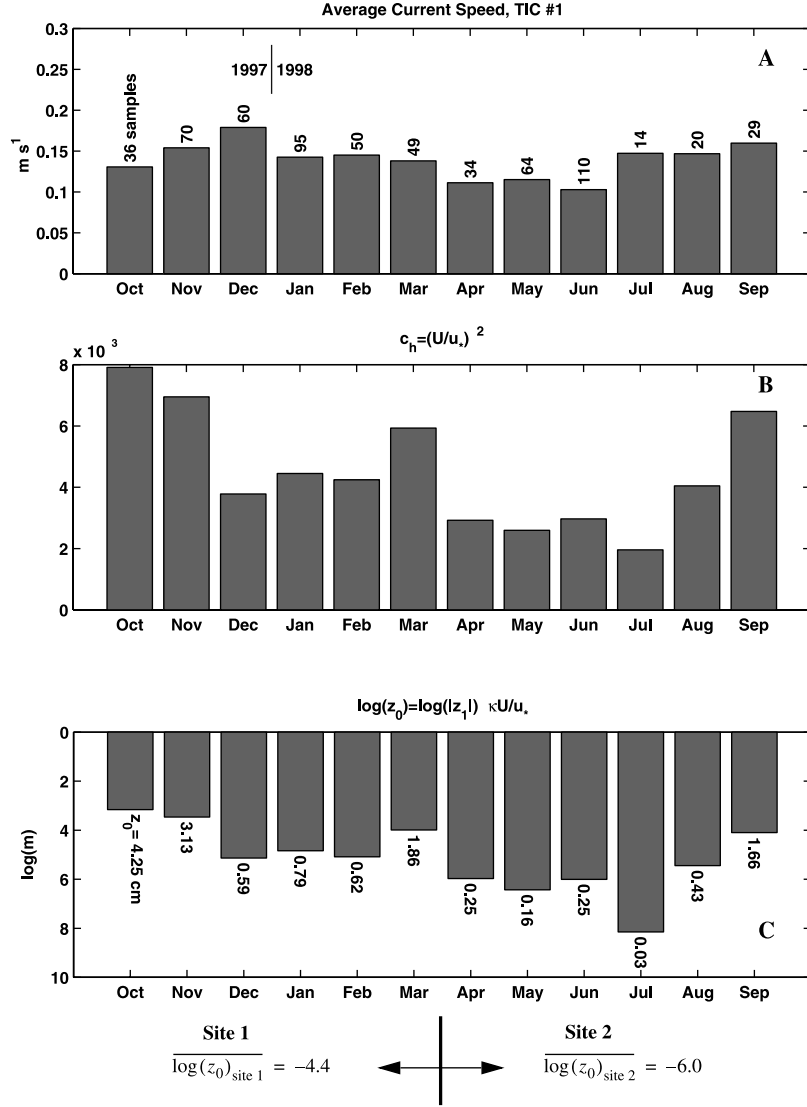 Average Current Speed, TIC #1
0.3
0.25
0.2
0.15
0.1
0.05
0
m s¹
1997 1998
A
36 samples
70
60
95
50
49
34
64
110
14
20
29
Oct Nov Dec Jan Feb Mar Apr May Jun Jul Aug Sep
x 10 ³
c_h=(U/u_*) ²
8
6
4
2
0
B
Oct Nov Dec Jan Feb Mar Apr May Jun Jul Aug Sep
log(z_0)=log(|z_1|) κU/u_*
0
2
4
6
8
10
log(m)
z_0 = 4.25 cm
3.13
0.59
0.79
0.62
1.86
0.25
0.16
0.25
0.03
0.43
1.66
C
Oct Nov Dec Jan Feb Mar Apr May Jun Jul Aug Sep
Site 1 Site 2
log(z_0)_site 1 = −4.4 log(z_0)_site 2 = −6.0